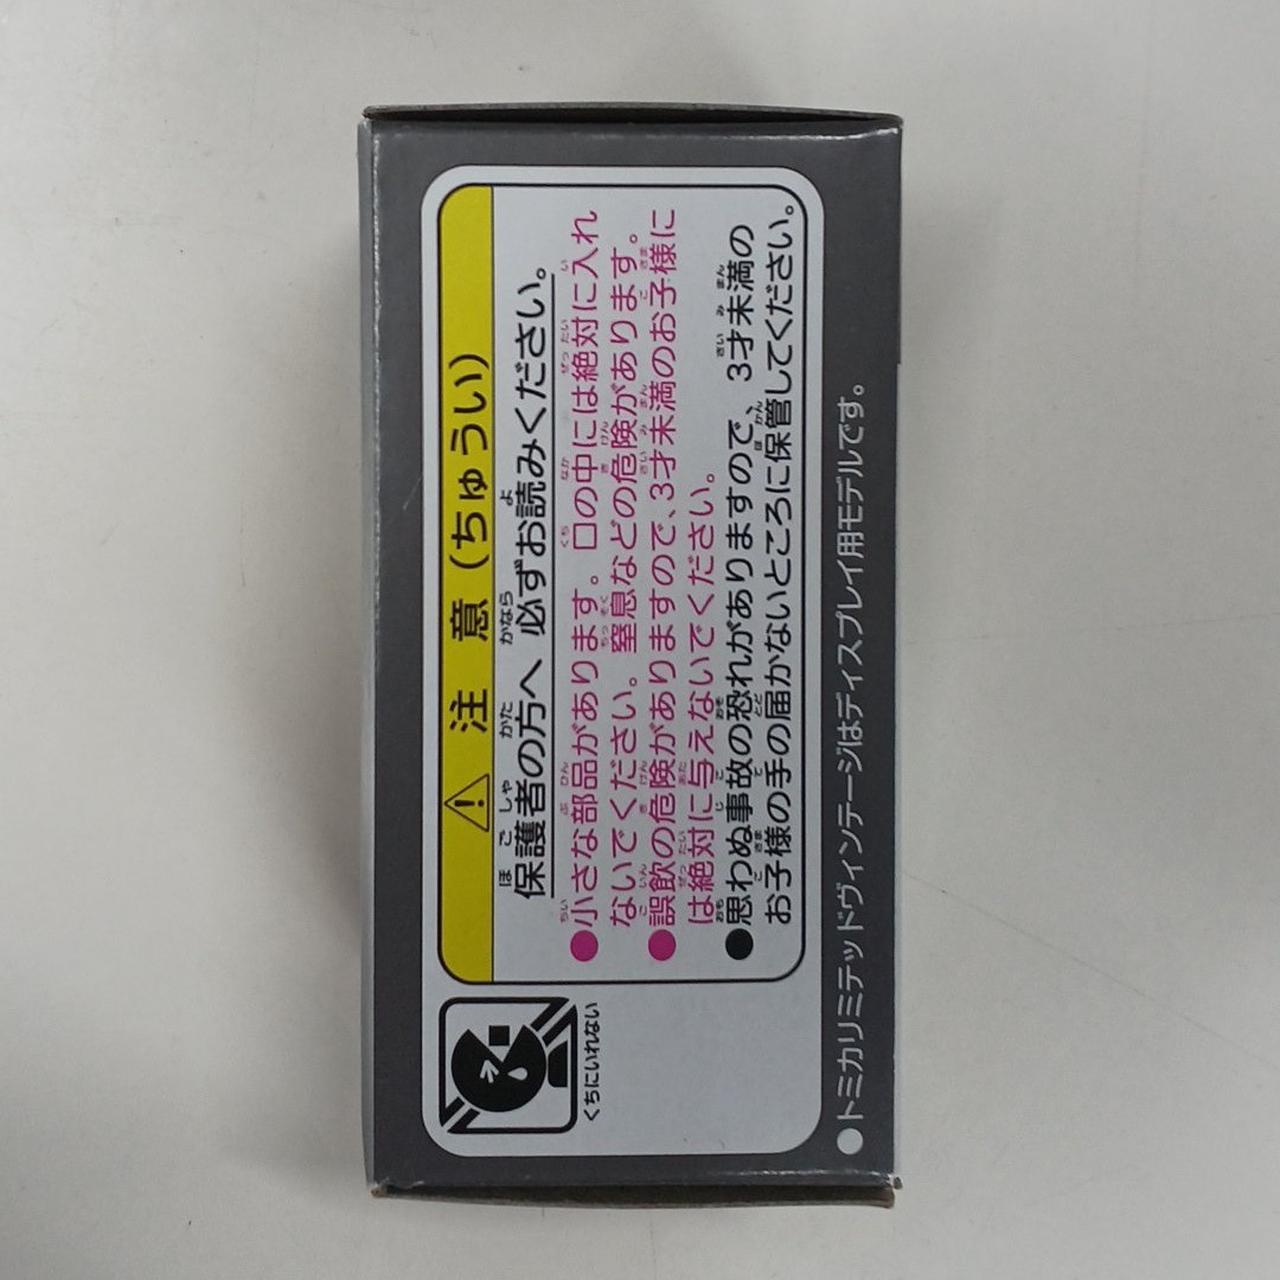 注 意 (ちゅうい)
保護者の方へ 必ずお読みください。
●小さな部品があります。口の中には絶対に入れ
ないでください。窒息などの危険があります。
●誤飲の危険がありますので、3才未満のお子様に
は絶対に与えないでください。
●思わぬ事故の恐れがありますので、3才未満の
お子様の手の届かないところに保管してください。
くちにいれない
●トミカリミテッドヴィンテージはディスプレイ用モデルです。